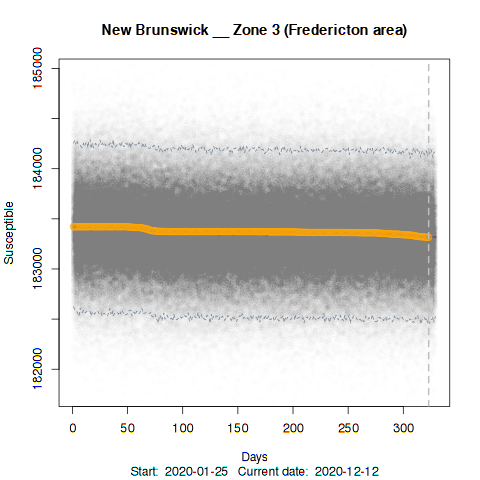 New Brunswick __ Zone 3 (Fredericton area)
185000
184000
183000
182000
Susceptible
0 50 100 150 200 250 300
Days
Start: 2020-01-25 Current date: 2020-12-12